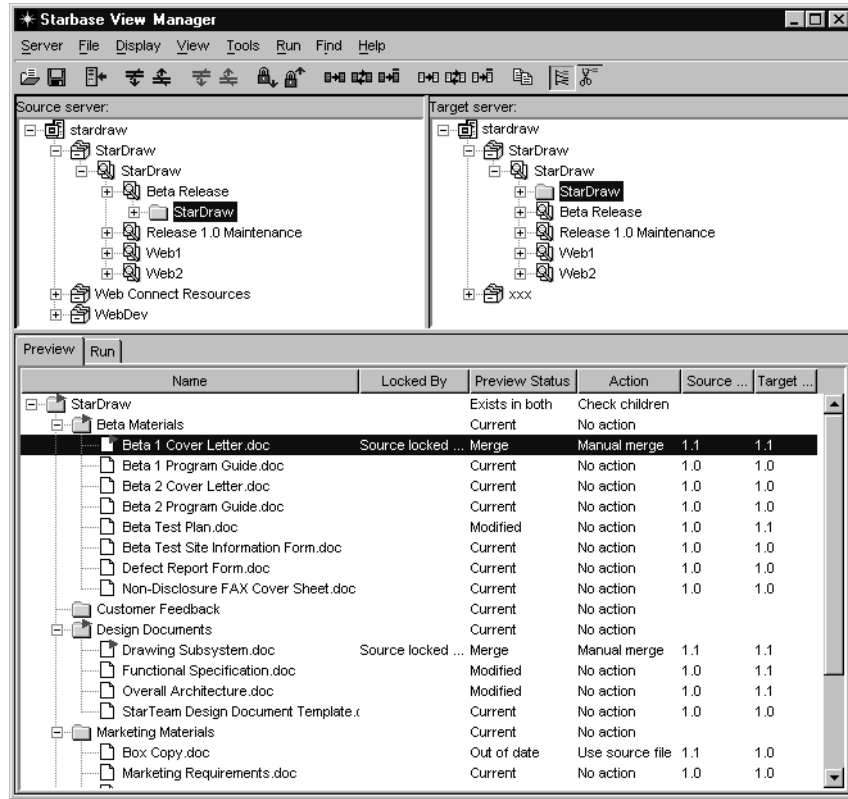 Starbase View Manager
Server File Display View Tools Run Find Help
Source server: Target server:
stardraw stardraw
StarDraw StarDraw
StarDraw StarDraw
Beta Release StarDraw
StarDraw Beta Release
Release 1.0 Maintenance Release 1.0 Maintenance
Web1 Web1
Web2 Web2
Web Connect Resources xxx
WebDev
Preview Run
Name Locked By Preview Status Action Source ... Target ...
StarDraw Exists in both Check children
Beta Materials Current No action
Beta 1 Cover Letter.doc Source locked ... Merge Manual merge 1.1 1.1
Beta 1 Program Guide.doc Current No action 1.0 1.0
Beta 2 Cover Letter.doc Current No action 1.0 1.0
Beta 2 Program Guide.doc Current No action 1.0 1.0
Beta Test Plan.doc Modified No action 1.0 1.1
Beta Test Site Information Form.doc Current No action 1.0 1.0
Defect Report Form.doc Current No action 1.0 1.0
Non-Disclosure FAX Cover Sheet.doc Current No action 1.0 1.0
Customer Feedback Current No action
Design Documents Current No action
Drawing Subsystem.doc Source locked ... Merge Manual merge 1.1 1.1
Functional Specification.doc Modified No action 1.0 1.1
Overall Architecture.doc Modified No action 1.0 1.1
StarTeam Design Document Template.( Current No action 1.0 1.0
Marketing Materials Current No action
Box Copy.doc Out of date Use source file 1.1 1.0
Marketing Requirements.doc Current No action 1.0 1.0